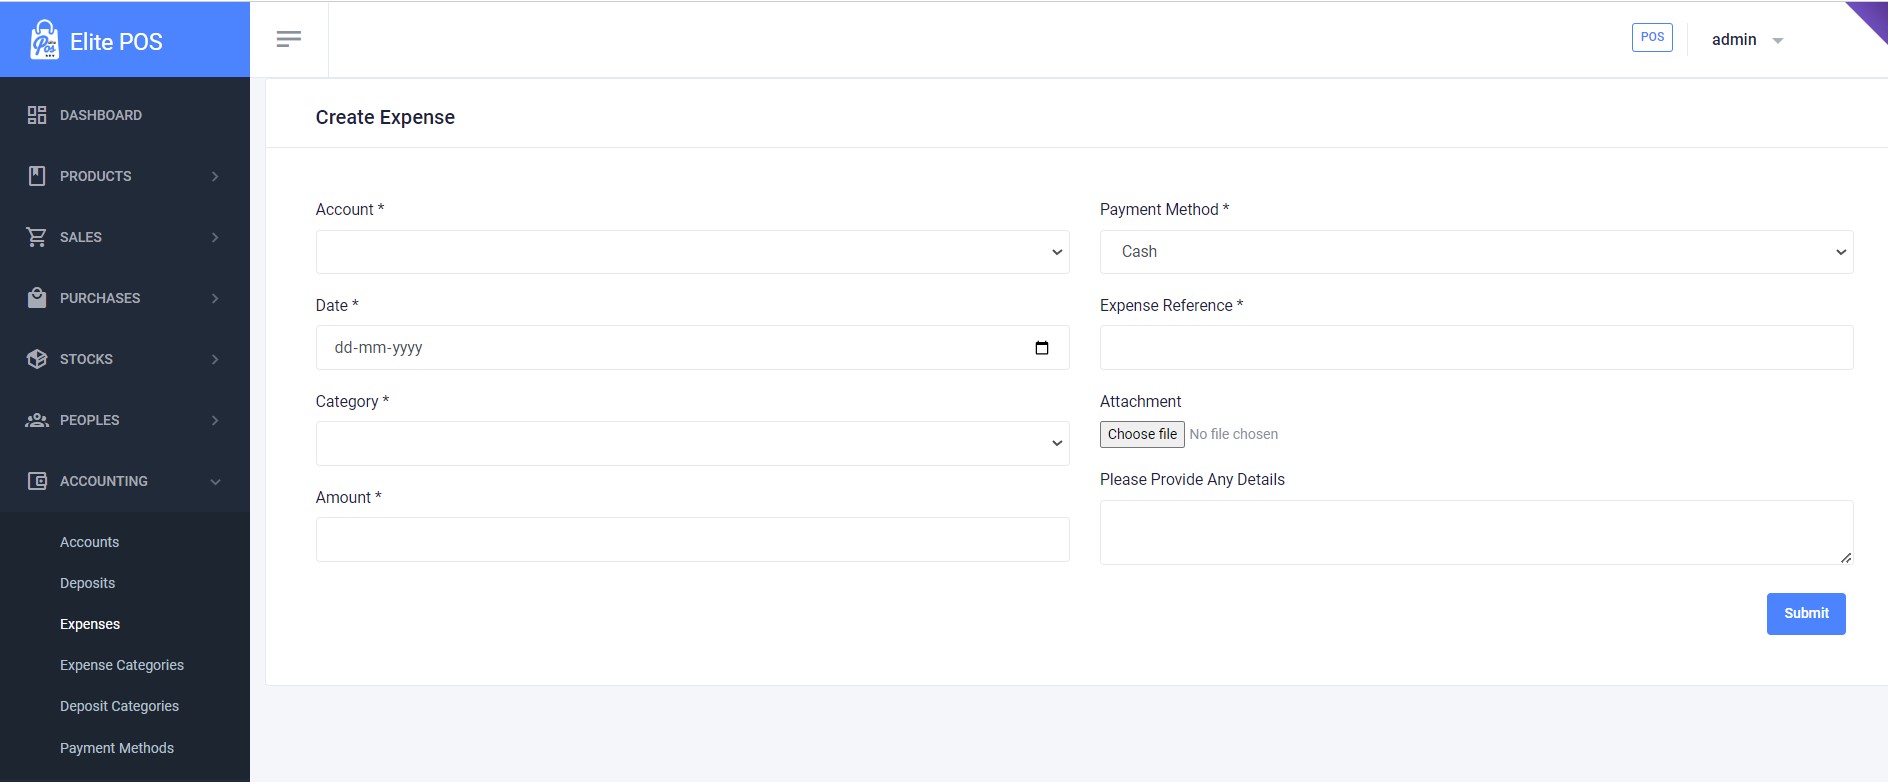 Elite POS
POS
admin
DASHBOARD
PRODUCTS
SALES
PURCHASES
STOCKS
PEOPLES
ACCOUNTING
Accounts
Deposits
Expenses
Expense Categories
Deposit Categories
Payment Methods
Create Expense
Account *
Payment Method *
Cash
Date *
dd-mm-yyyy
Expense Reference *
Category *
Attachment
Choose file No file chosen
Amount *
Please Provide Any Details
Submit